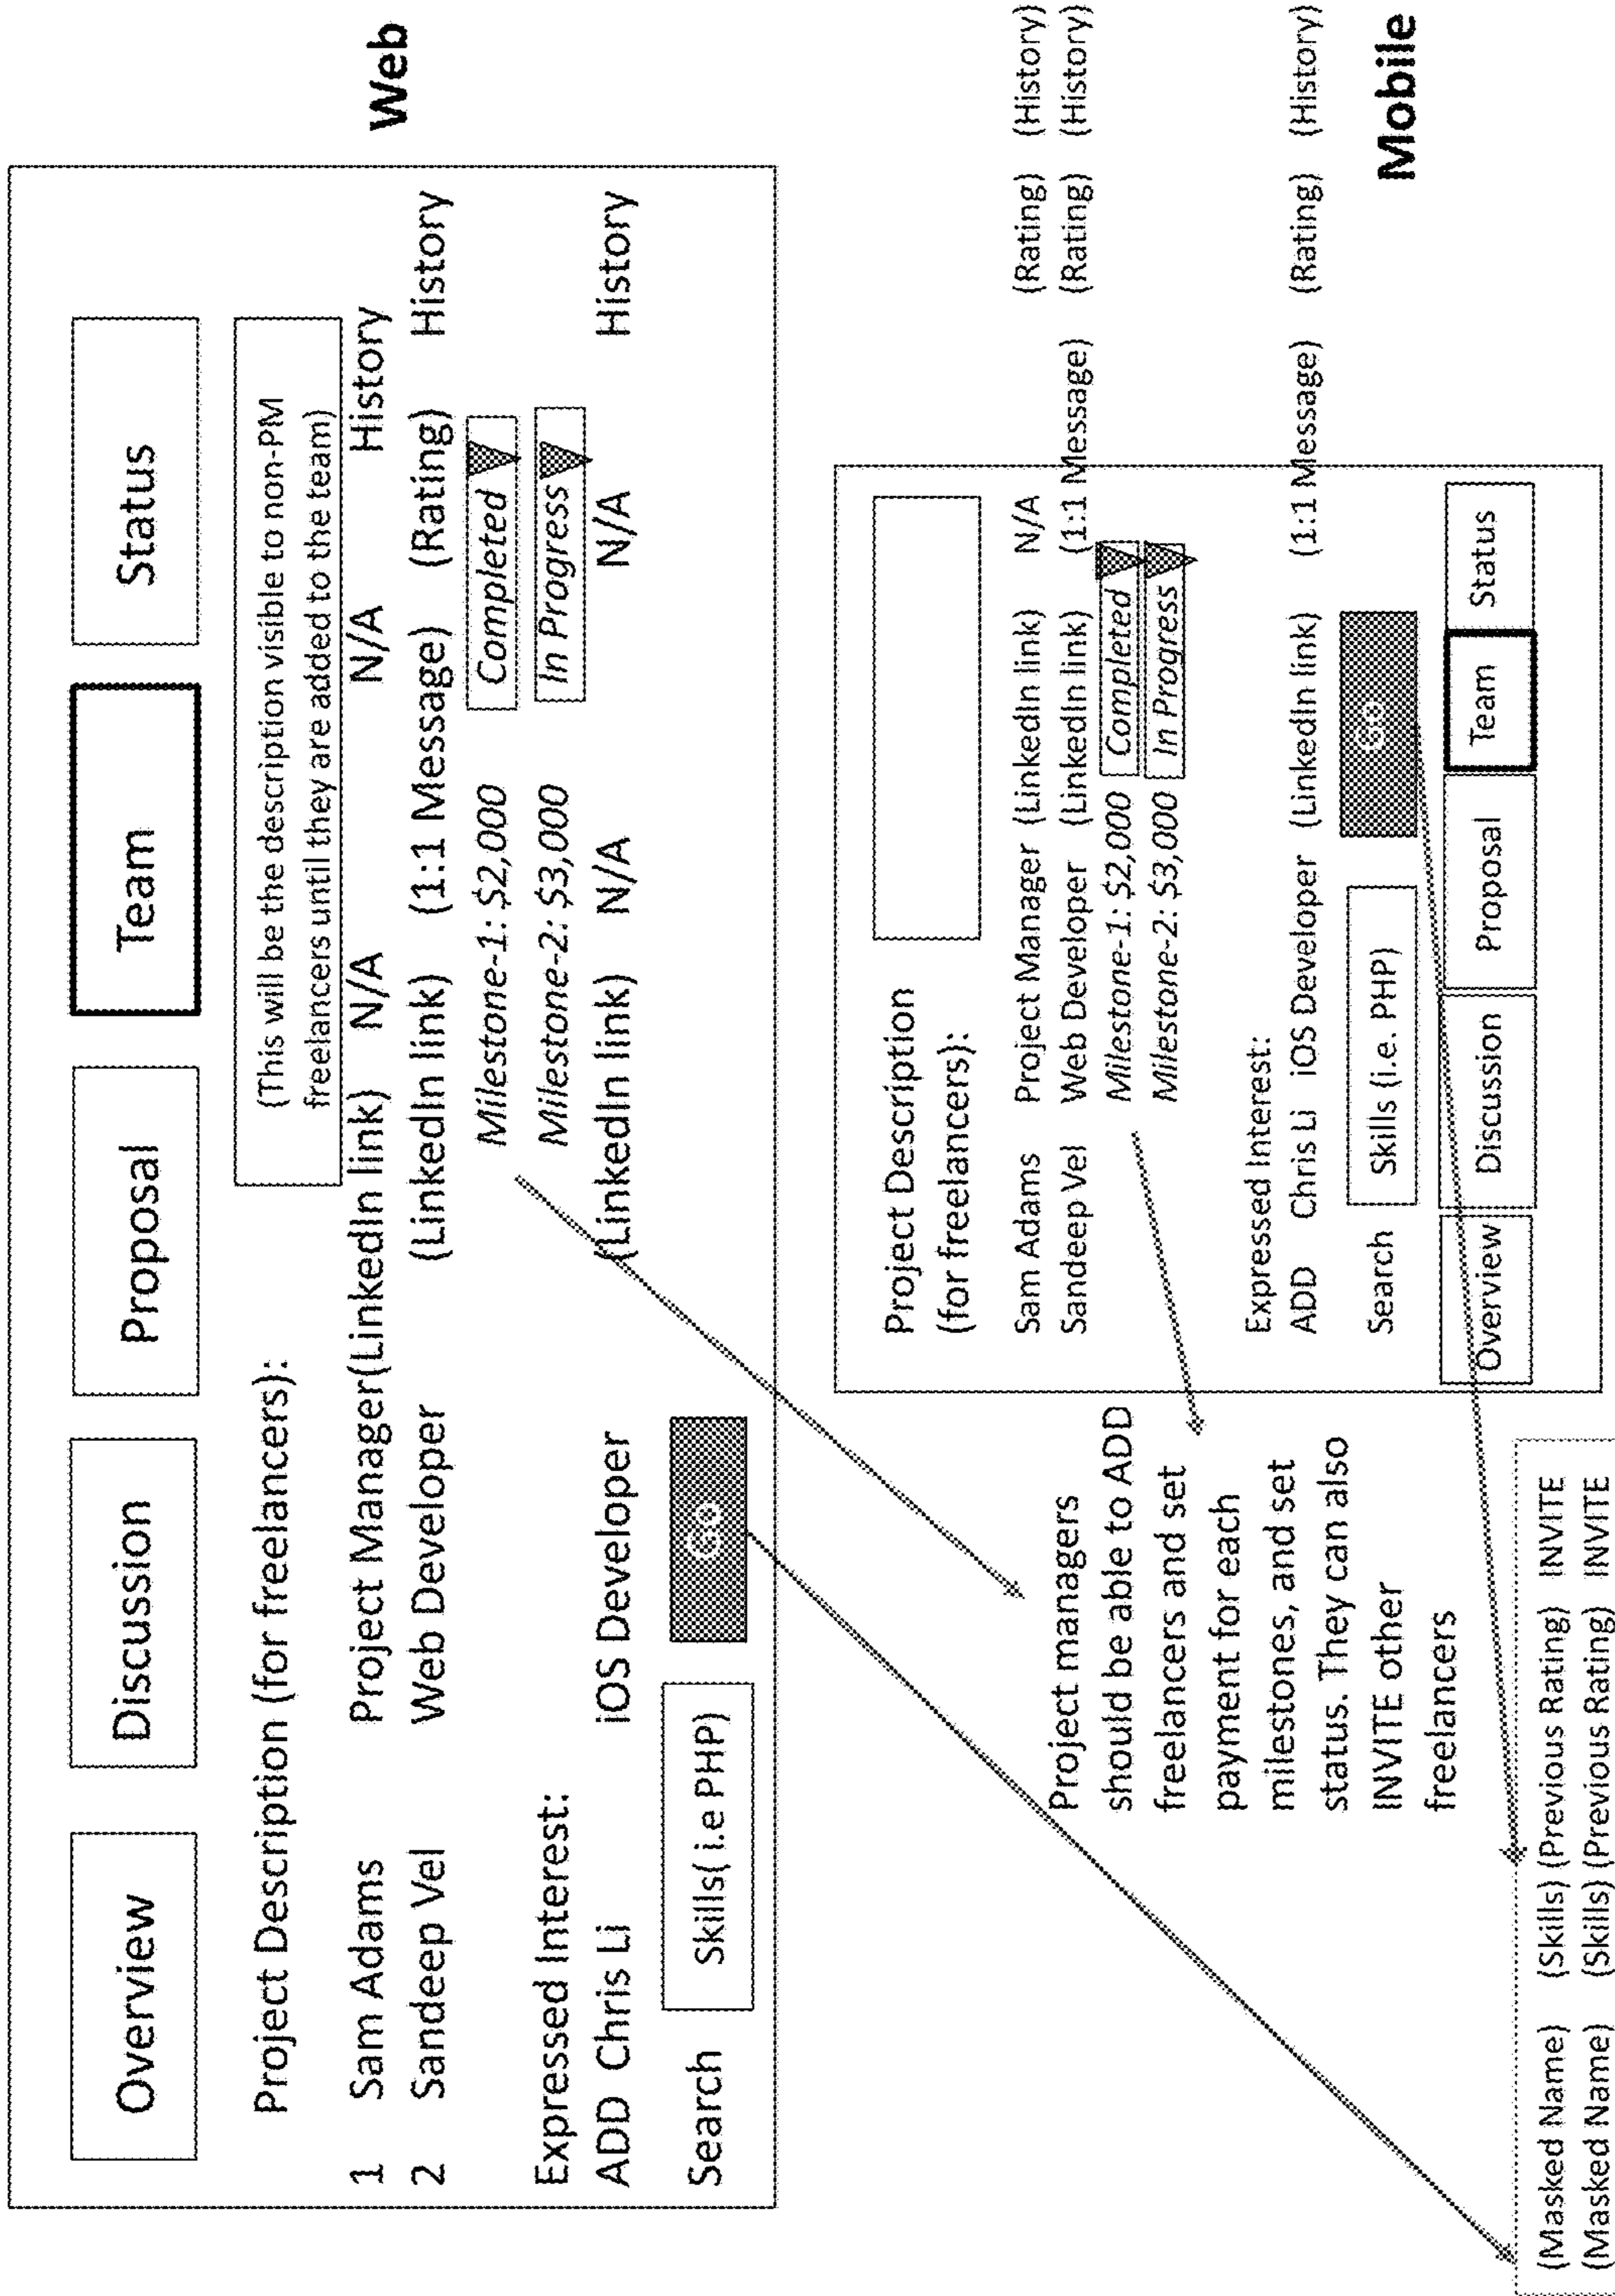 Overview Discussion Proposal Team Status
Project Description (for freelancers):
(This will be the description visible to non-PM
freelancers until they are added to the team)
1 Sam Adams Project Manager (LinkedIn link) N/A N/A History
2 Sandeep Vel Web Developer (LinkedIn link) (1:1 Message) (Rating) History
Milestone-1: $2,000 Completed
Milestone-2: $3,000 In Progress
Expressed Interest:
ADD Chris Li iOS Developer (LinkedIn link) N/A N/A History
Search Skills( i.e PHP) Go
Web
Project managers
should be able to ADD
freelancers and set
payment for each
milestones, and set
status. They can also
INVITE other
freelancers
Project Description
(for freelancers):
Sam Adams Project Manager (LinkedIn link) N/A (Rating) (History)
Sandeep Vel Web Developer (LinkedIn link) (1:1 Message) (Rating) (History)
Milestone-1: $2,000 Completed
Milestone-2: $3,000 In Progress
Expressed Interest:
ADD Chris Li iOS Developer (LinkedIn link) (1:1 Message) (Rating) (History)
Search Skills (i.e. PHP) Go
Overview Discussion Proposal Team Status
Mobile
(Masked Name) (Skills) (Previous Rating) INVITE
(Masked Name) (Skills) (Previous Rating) INVITE